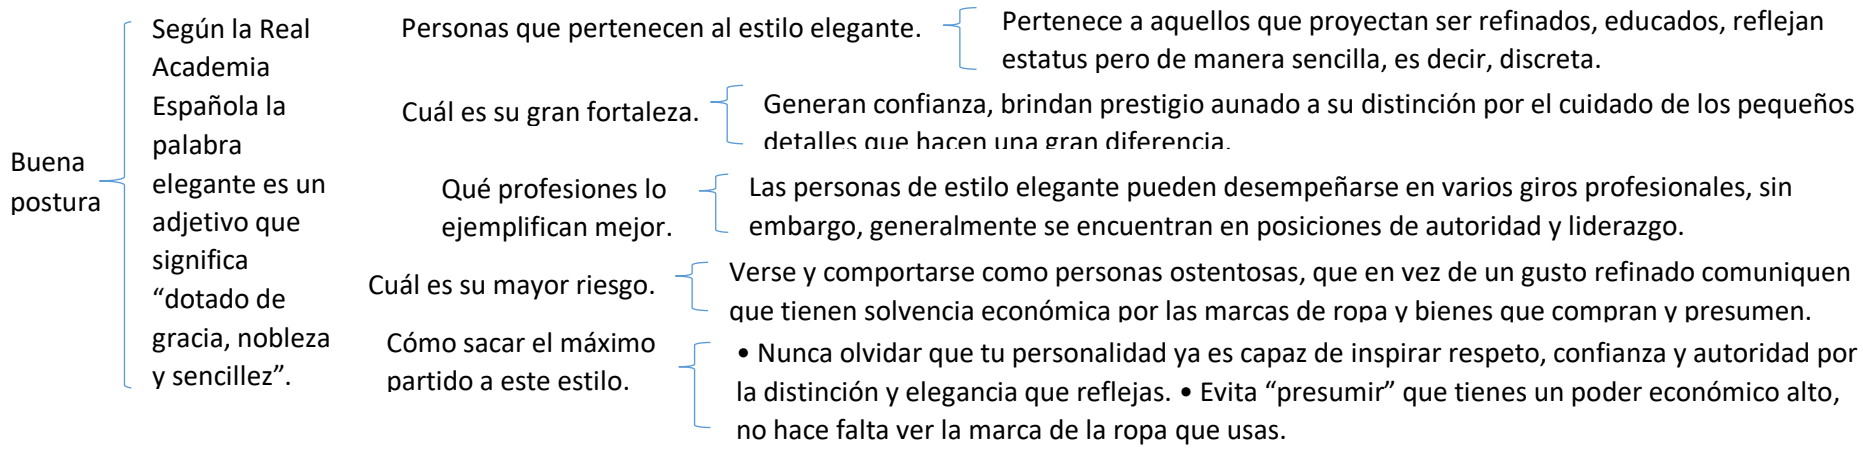 Buena
postura
Según la Real
Academia
Española la
palabra
elegante es un
adjetivo que
significa
“dotado de
gracia, nobleza
y sencillez”.
Personas que pertenecen al estilo elegante.
Pertenece a aquellos que proyectan ser refinados, educados, reflejan
estatus pero de manera sencilla, es decir, discreta.
Cuál es su gran fortaleza.
Generan confianza, brindan prestigio aunado a su distinción por el cuidado de los pequeños
detalles que hacen una gran diferencia.
Qué profesiones lo
ejemplifican mejor.
Las personas de estilo elegante pueden desempeñarse en varios giros profesionales, sin
embargo, generalmente se encuentran en posiciones de autoridad y liderazgo.
Cuál es su mayor riesgo.
Verse y comportarse como personas ostentosas, que en vez de un gusto refinado comuniquen
que tienen solvencia económica por las marcas de ropa y bienes que compran y presumen.
Cómo sacar el máximo
partido a este estilo.
• Nunca olvidar que tu personalidad ya es capaz de inspirar respeto, confianza y autoridad por
la distinción y elegancia que reflejas. • Evita “presumir” que tienes un poder económico alto,
no hace falta ver la marca de la ropa que usas.